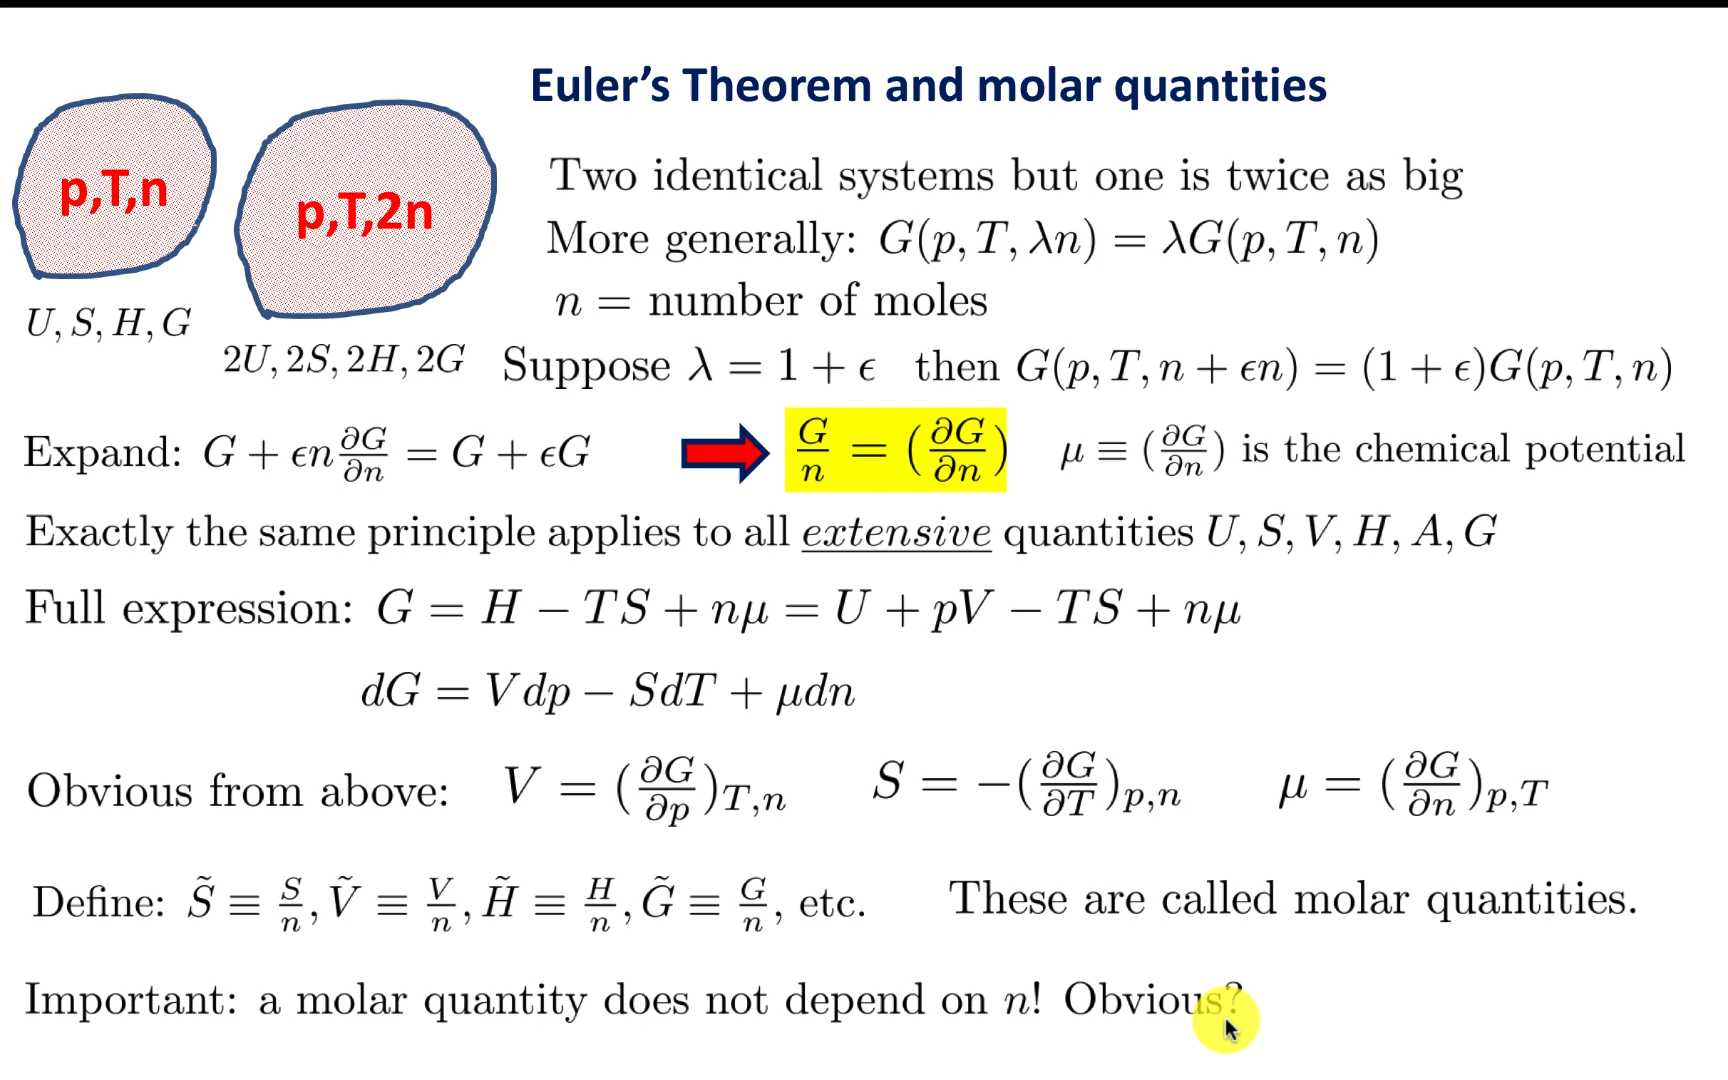 Euler’s Theorem and molar quantities
p,T,n
p,T,2n
U, S, H, G
2U, 2S, 2H, 2G
Two identical systems but one is twice as big
More generally: G(p, T, λn) = λG(p, T, n)
n = number of moles
Suppose λ = 1 + ϵ then G(p, T, n + ϵn) = (1 + ϵ)G(p, T, n)
Expand: G + ϵn ∂G/∂n = G + ϵG G/n = (∂G/∂n) μ ≡ (∂G/∂n) is the chemical potential
Exactly the same principle applies to all extensive quantities U, S, V, H, A, G
Full expression: G = H − TS + nμ = U + pV − TS + nμ
dG = Vdp − SdT + μdn
Obvious from above: V = (∂G/∂p)T,n S = −(∂G/∂T)p,n μ = (∂G/∂n)p,T
Define: S̃ ≡ S/n, Ṽ ≡ V/n, H̃ ≡ H/n, G̃ ≡ G/n, etc. These are called molar quantities.
Important: a molar quantity does not depend on n! Obvious?